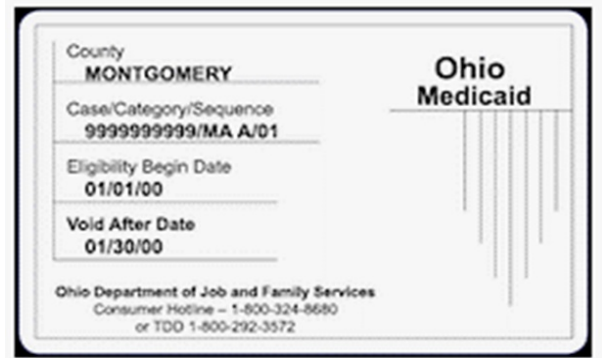 County
MONTGOMERY
Case/Category/Sequence
9999999999/MA A/01
Eligibility Begin Date
01/01/00
Void After Date
01/30/00
Ohio
Medicaid
Ohio Department of Job and Family Services
Consumer Hotline – 1-800-324-8680
or TDD 1-800-292-3572